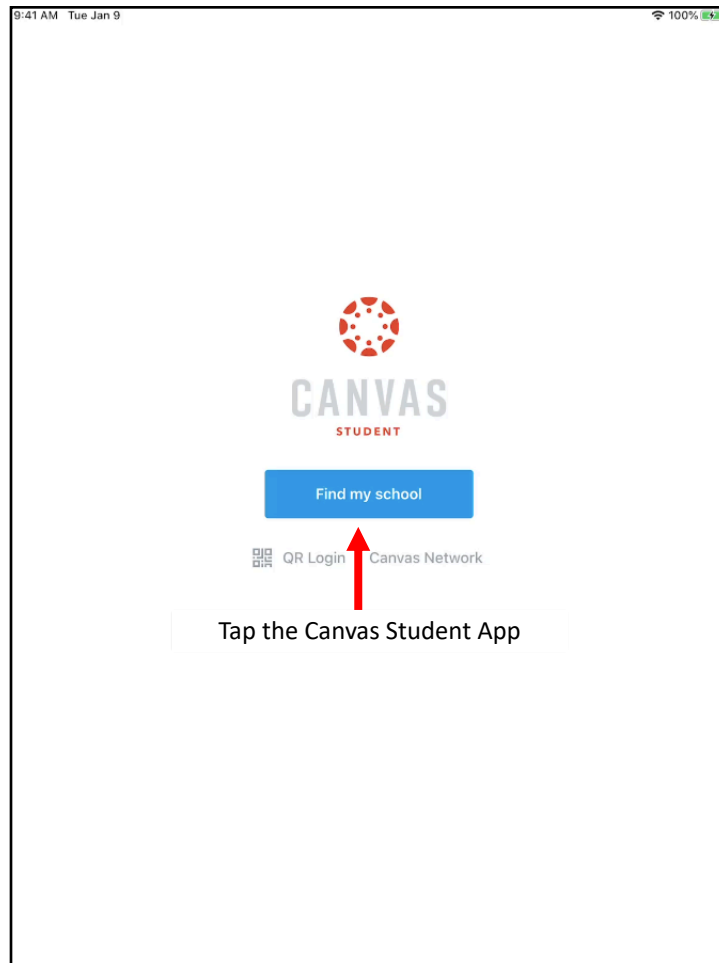 9:41 AM Tue Jan 9 100%
CANVAS
STUDENT
Find my school
QR Login Canvas Network
Tap the Canvas Student App